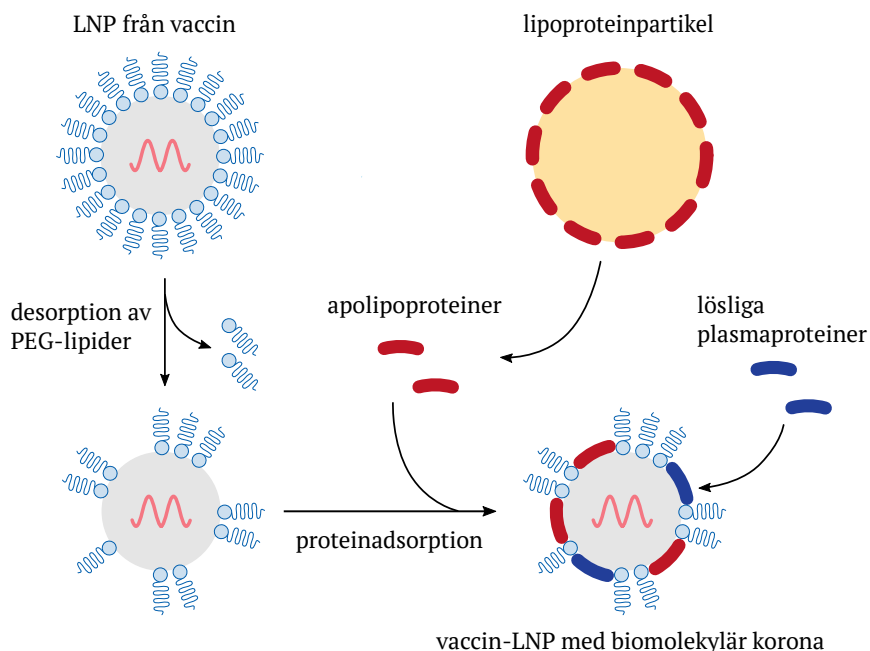 LNP från vaccin
lipoproteinpartikel
desorption av
PEG-lipider
apolipoproteiner
lösliga
plasmaproteiner
proteinadsorption
vaccin-LNP med biomolekylär korona